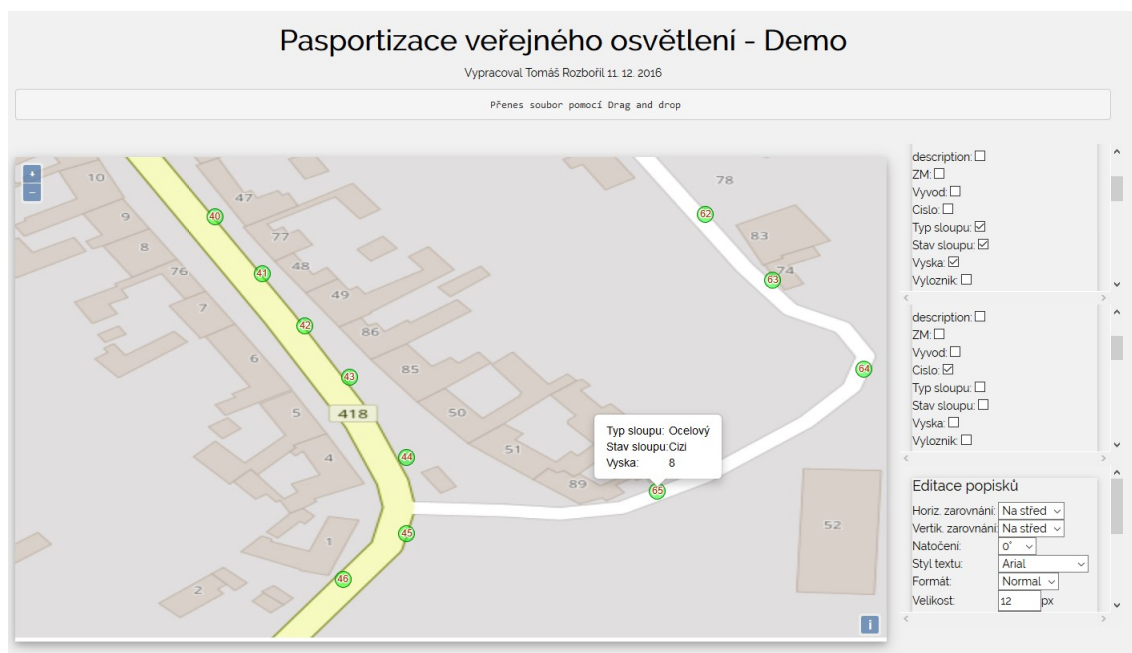 Pasportizace veřejného osvětlení - Demo
Vypracoval Tomáš Rozbořil 11. 12. 2016
Přenes soubor pomocí Drag and drop
+
−
10
9
8
76
7
6
5
4
1
2
47
77
48
49
86
85
50
51
89
78
83
74
52
418
40
41
42
43
44
45
46
62
63
64
65
Typ sloupu: Ocelový
Stav sloupu:Cizi
Vyska: 8
i
description:
ZM:
Vyvod:
Cislo:
Typ sloupu:
Stav sloupu:
Vyska:
Vyloznik:
description:
ZM:
Vyvod:
Cislo:
Typ sloupu:
Stav sloupu:
Vyska:
Vyloznik:
Editace popisků
Horiz. zarovnání: Na střed
Vertik. zarovnání: Na střed
Natočení: 0°
Styl textu: Arial
Formát: Normal
Velikost: 12 px